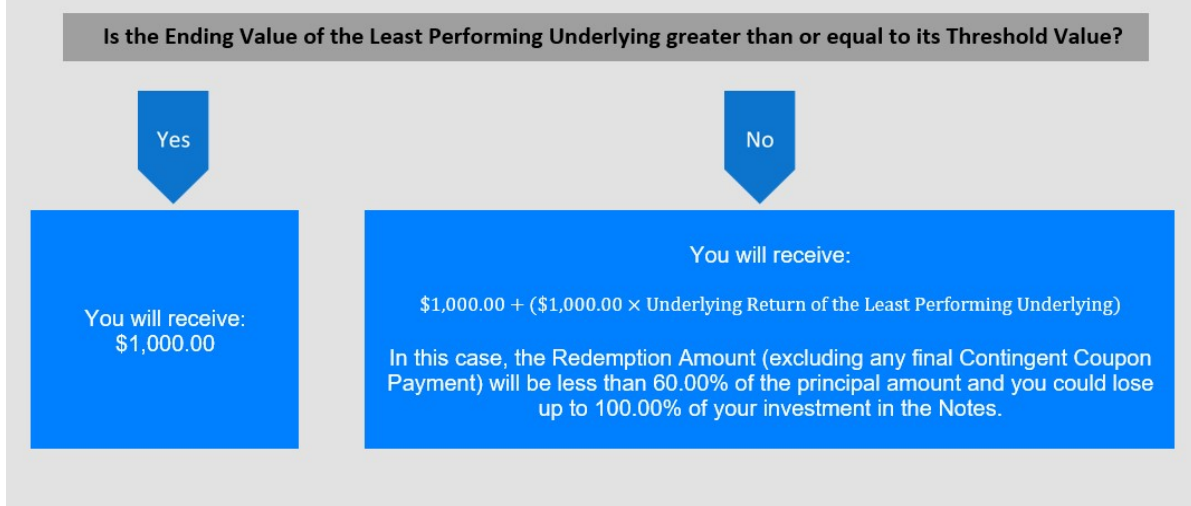 Is the Ending Value of the Least Performing Underlying greater than or equal to its Threshold Value?
Yes
No
You will receive:
$1,000.00
You will receive:
$1,000.00 + ($1,000.00 × Underlying Return of the Least Performing Underlying)
In this case, the Redemption Amount (excluding any final Contingent Coupon
Payment) will be less than 60.00% of the principal amount and you could lose
up to 100.00% of your investment in the Notes.